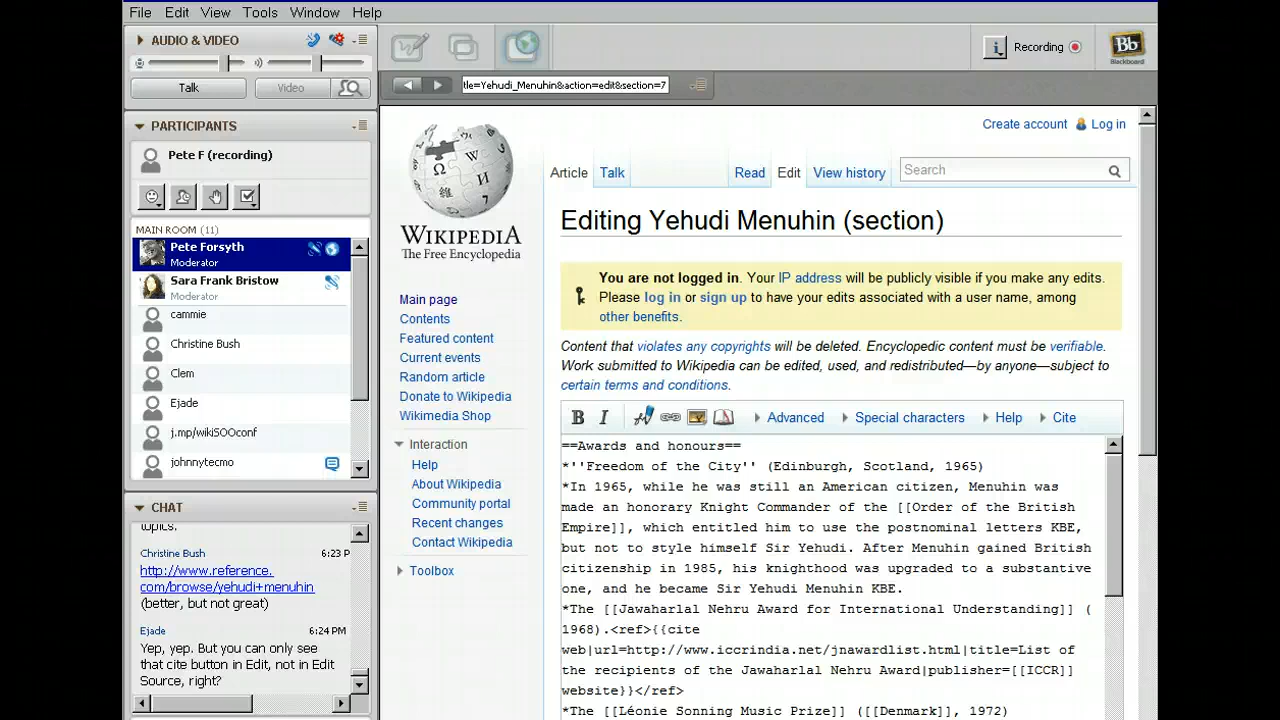 File Edit View Tools Window Help
AUDIO & VIDEO
Talk
Video
PARTICIPANTS
Pete F (recording)
MAIN ROOM (11)
Pete Forsyth
Moderator
Sara Frank Bristow
Moderator
cammie
Christine Bush
Clem
Ejade
j.mp/wikiSOOconf
johnnytecmo
CHAT
topics.
Christine Bush 6:23 P
http://www.reference.
com/browse/yehudi+menuhin
(better, but not great)
Ejade 6:24 PM
Yep, yep. But you can only see
that cite button in Edit, not in Edit
Source, right?
Recording
Bb
Blackboard
tle=Yehudi_Menuhin&action=edit&section=7
WIKIPEDIA
The Free Encyclopedia
Main page
Contents
Featured content
Current events
Random article
Donate to Wikipedia
Wikimedia Shop
Interaction
Help
About Wikipedia
Community portal
Recent changes
Contact Wikipedia
Toolbox
Create account Log in
Article Talk Read Edit View history Search
Editing Yehudi Menuhin (section)
You are not logged in. Your IP address will be publicly visible if you make any edits.
Please log in or sign up to have your edits associated with a user name, among
other benefits.
Content that violates any copyrights will be deleted. Encyclopedic content must be verifiable.
Work submitted to Wikipedia can be edited, used, and redistributed—by anyone—subject to
certain terms and conditions.
B I Advanced Special characters Help Cite
==Awards and honours==
*''Freedom of the City'' (Edinburgh, Scotland, 1965)
*In 1965, while he was still an American citizen, Menuhin was
made an honorary Knight Commander of the [[Order of the British
Empire]], which entitled him to use the postnominal letters KBE,
but not to style himself Sir Yehudi. After Menuhin gained British
citizenship in 1985, his knighthood was upgraded to a substantive
one, and he became Sir Yehudi Menuhin KBE.
*The [[Jawaharlal Nehru Award for International Understanding]] (
1968).<ref>{{cite
web|url=http://www.iccrindia.net/jnawardlist.html|title=List of
the recipients of the Jawaharlal Nehru Award|publisher=[[ICCR]]
website}}</ref>
*The [[Léonie Sonning Music Prize]] ([[Denmark]], 1972)